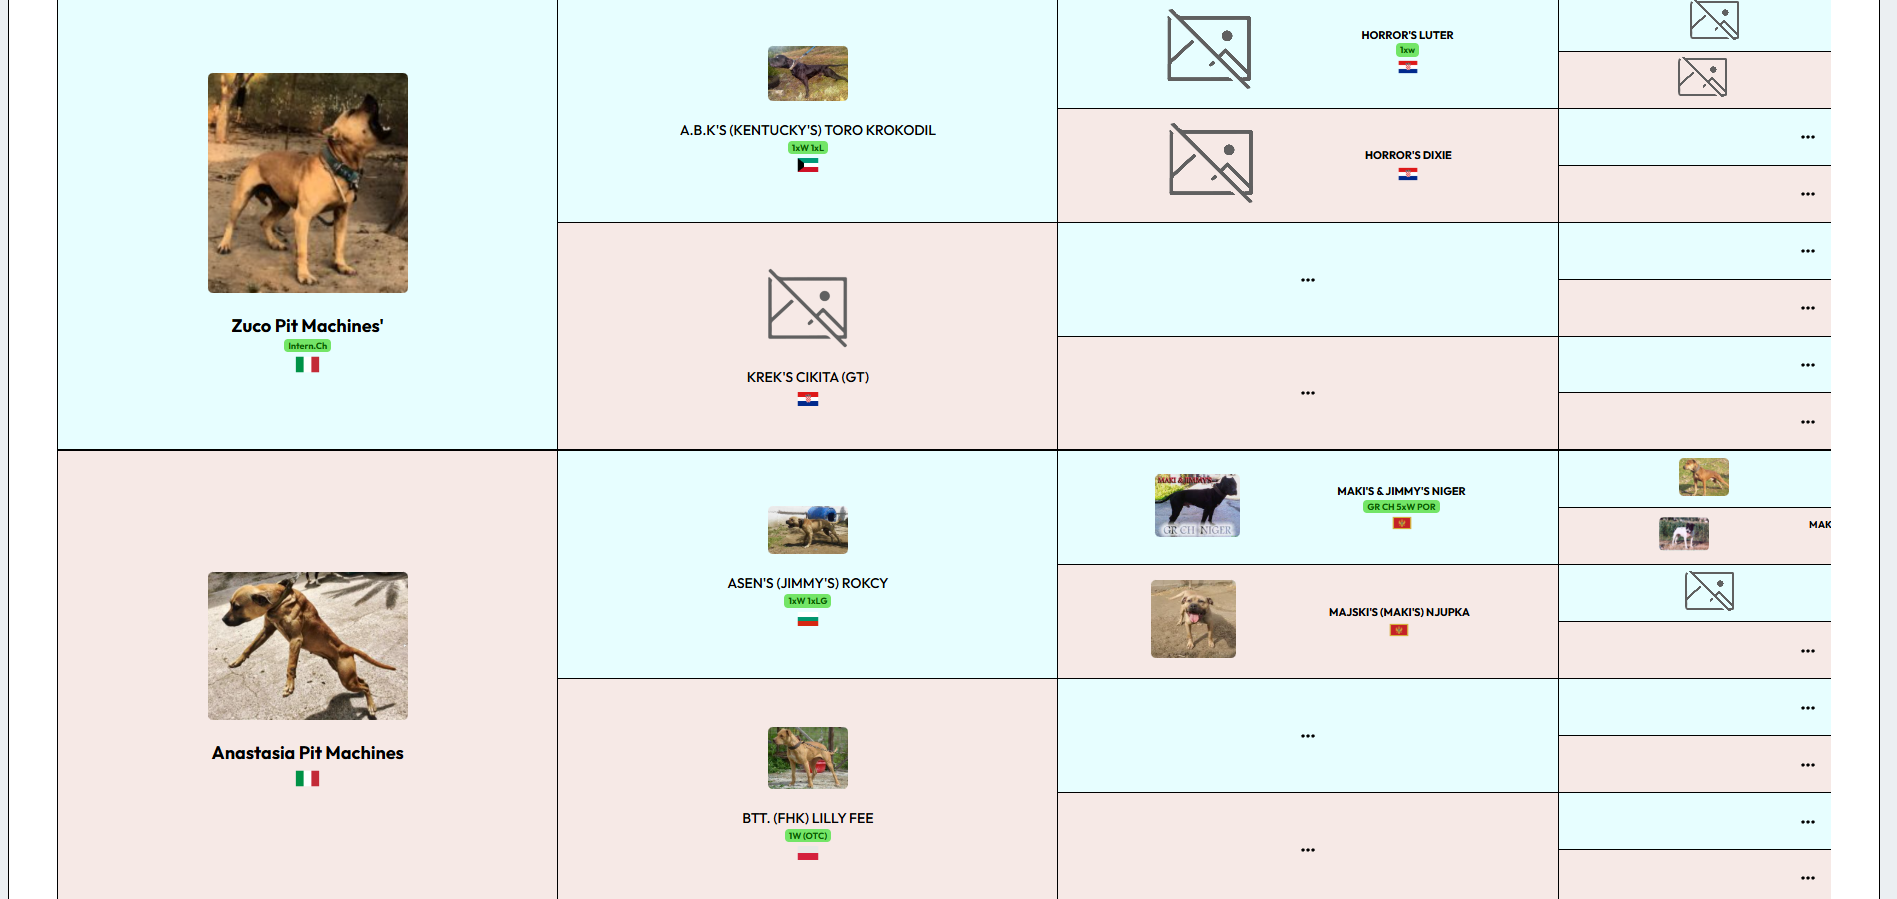 Zuco Pit Machines'
Intern.Ch
A.B.K'S (KENTUCKY'S) TORO KROKODIL
1xW 1xL
HORROR'S LUTER
1xw
HORROR'S DIXIE
...
...
KREK'S CIKITA (GT)
...
...
...
...
...
...
Anastasia Pit Machines
ASEN'S (JIMMY'S) ROKCY
1xW 1xLG
MAKI & JIMMY'S
GR CH NIGER
MAKI'S & JIMMY'S NIGER
GR CH 5xW POR
MAK
MAJSKI'S (MAKI'S) NJUPKA
...
BTT. (FHK) LILLY FEE
1W (OTC)
...
...
...
...
...
...